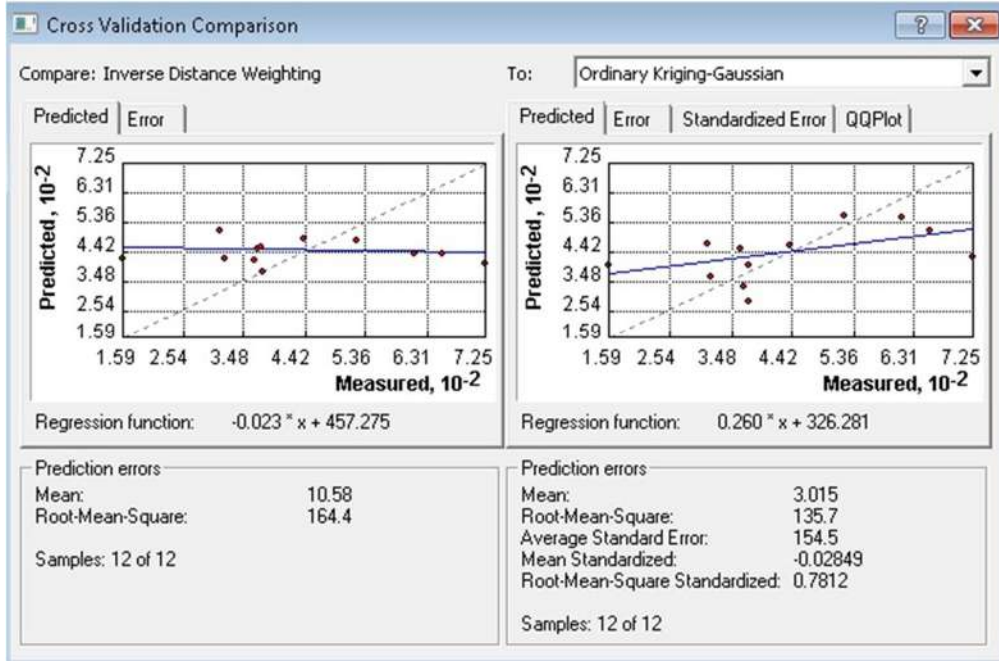 Cross Validation Comparison
Compare: Inverse Distance Weighting
To: Ordinary Kriging-Gaussian
Predicted Error
Predicted, 10-2
7.25
6.31
5.36
4.42
3.48
2.54
1.59
1.59 2.54 3.48 4.42 5.36 6.31 7.25
Measured, 10-2
Regression function: -0.023 * x + 457.275
Predicted Error Standardized Error QQPlot
Predicted, 10-2
7.25
6.31
5.36
4.42
3.48
2.54
1.59
1.59 2.54 3.48 4.42 5.36 6.31 7.25
Measured, 10-2
Regression function: 0.260 * x + 326.281
Prediction errors
Mean: 10.58
Root-Mean-Square: 164.4
Samples: 12 of 12
Prediction errors
Mean: 3.015
Root-Mean-Square: 135.7
Average Standard Error: 154.5
Mean Standardized: -0.02849
Root-Mean-Square Standardized: 0.7812
Samples: 12 of 12